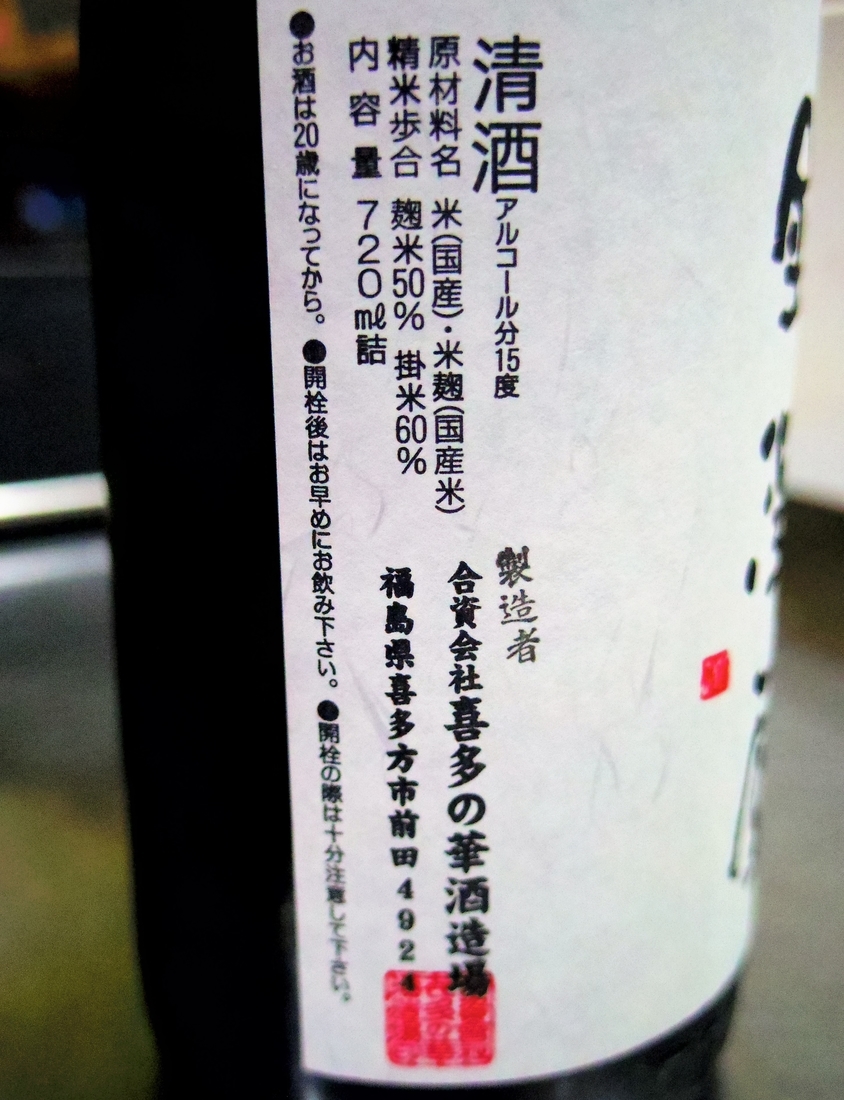 清酒 アルコール分15度
原材料名 米(国産)・米麹(国産米)
精米歩合 麹米50% 掛米60%
内容量 720㎖詰
製造者
合資会社喜多の華酒造場
福島県喜多方市前田4924
●お酒は20歳になってから。●開栓後はお早めにお飲み下さい。●開栓の際は十分注意して下さい。